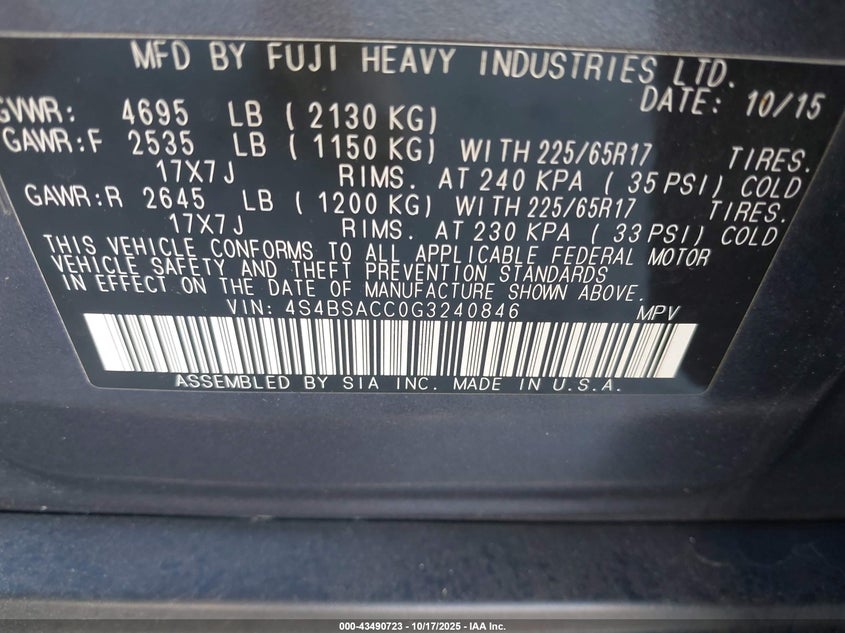 MFD BY FUJI HEAVY INDUSTRIES LTD.
DATE: 10/15
GVWR: 4695 LB ( 2130 KG)
GAWR:F 2535 LB ( 1150 KG) WITH 225/65R17 TIRES.
17X7J RIMS. AT 240 KPA ( 35 PSI) COLD
GAWR:R 2645 LB ( 1200 KG) WITH 225/65R17 TIRES.
17X7J RIMS. AT 230 KPA ( 33 PSI) COLD
THIS VEHICLE CONFORMS TO ALL APPLICABLE FEDERAL MOTOR
VEHICLE SAFETY AND THEFT PREVENTION STANDARDS
IN EFFECT ON THE DATE OF MANUFACTURE SHOWN ABOVE.
VIN: 4S4BSACC0G3240846 MPV
ASSEMBLED BY SIA INC. MADE IN U.S.A.
000-43490723 - 10/17/2025 - IAA Inc.